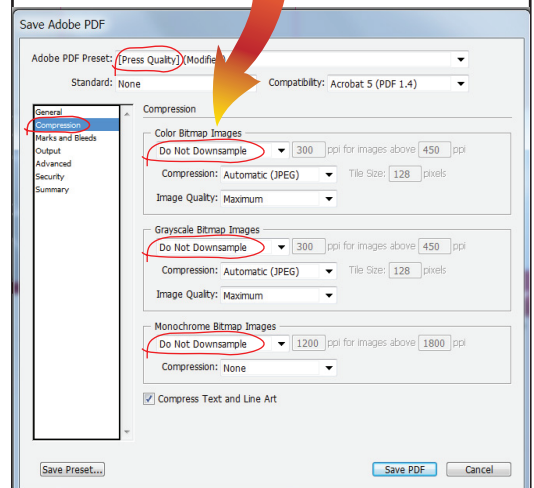 Save Adobe PDF
Adobe PDF Preset: [Press Quality] (Modifie
Standard: None Compatibility: Acrobat 5 (PDF 1.4)
General
Compression
Marks and Bleeds
Output
Advanced
Security
Summary
Compression
Color Bitmap Images
Do Not Downsample 300 ppi for images above 450 ppi
Compression: Automatic (JPEG) Tile Size: 128 pixels
Image Quality: Maximum
Grayscale Bitmap Images
Do Not Downsample 300 ppi for images above 450 ppi
Compression: Automatic (JPEG) Tile Size: 128 pixels
Image Quality: Maximum
Monochrome Bitmap Images
Do Not Downsample 1200 ppi for images above 1800 ppi
Compression: None
Compress Text and Line Art
Save Preset... Save PDF Cancel